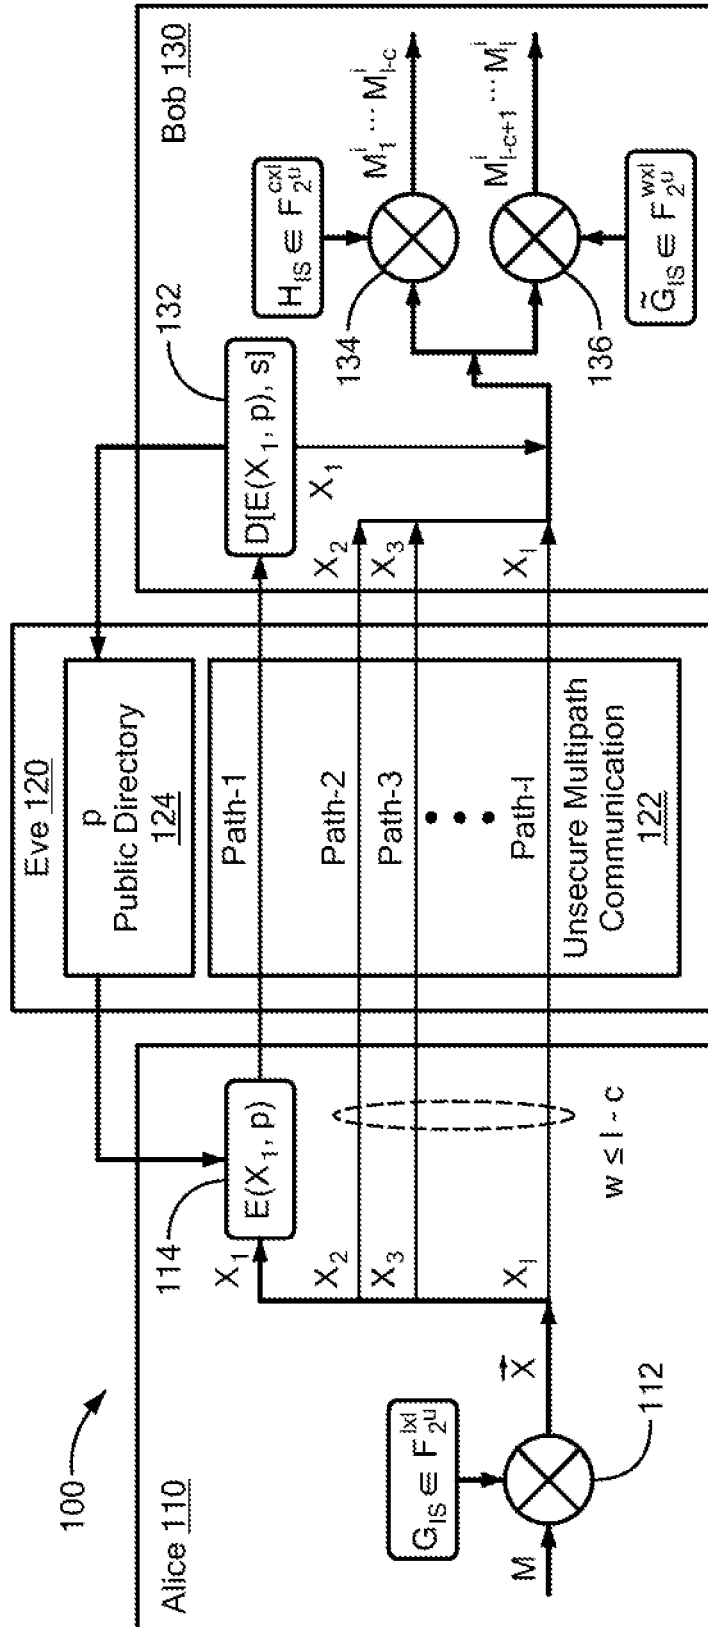 100
Alice 110
M
G_IS ∈ F_2^u^lxl
112
X⃗
X_1
X_2
X_3
X_l
114
E(X_1, p)
w ≤ l - c
Eve 120
p
Public Directory
124
Path-1
Path-2
Path-3
• • •
Path-l
Unsecure Multipath
Communication
122
Bob 130
132
D[E(X_1, p), s]
X_1
X_2
X_3
X_l
H_IS ∈ F_2^u^cxl
134
M_1^i ... M_l-c^i
136
M_l-c+1^i ... M_l^i
G̃_IS ∈ F_2^u^wxl